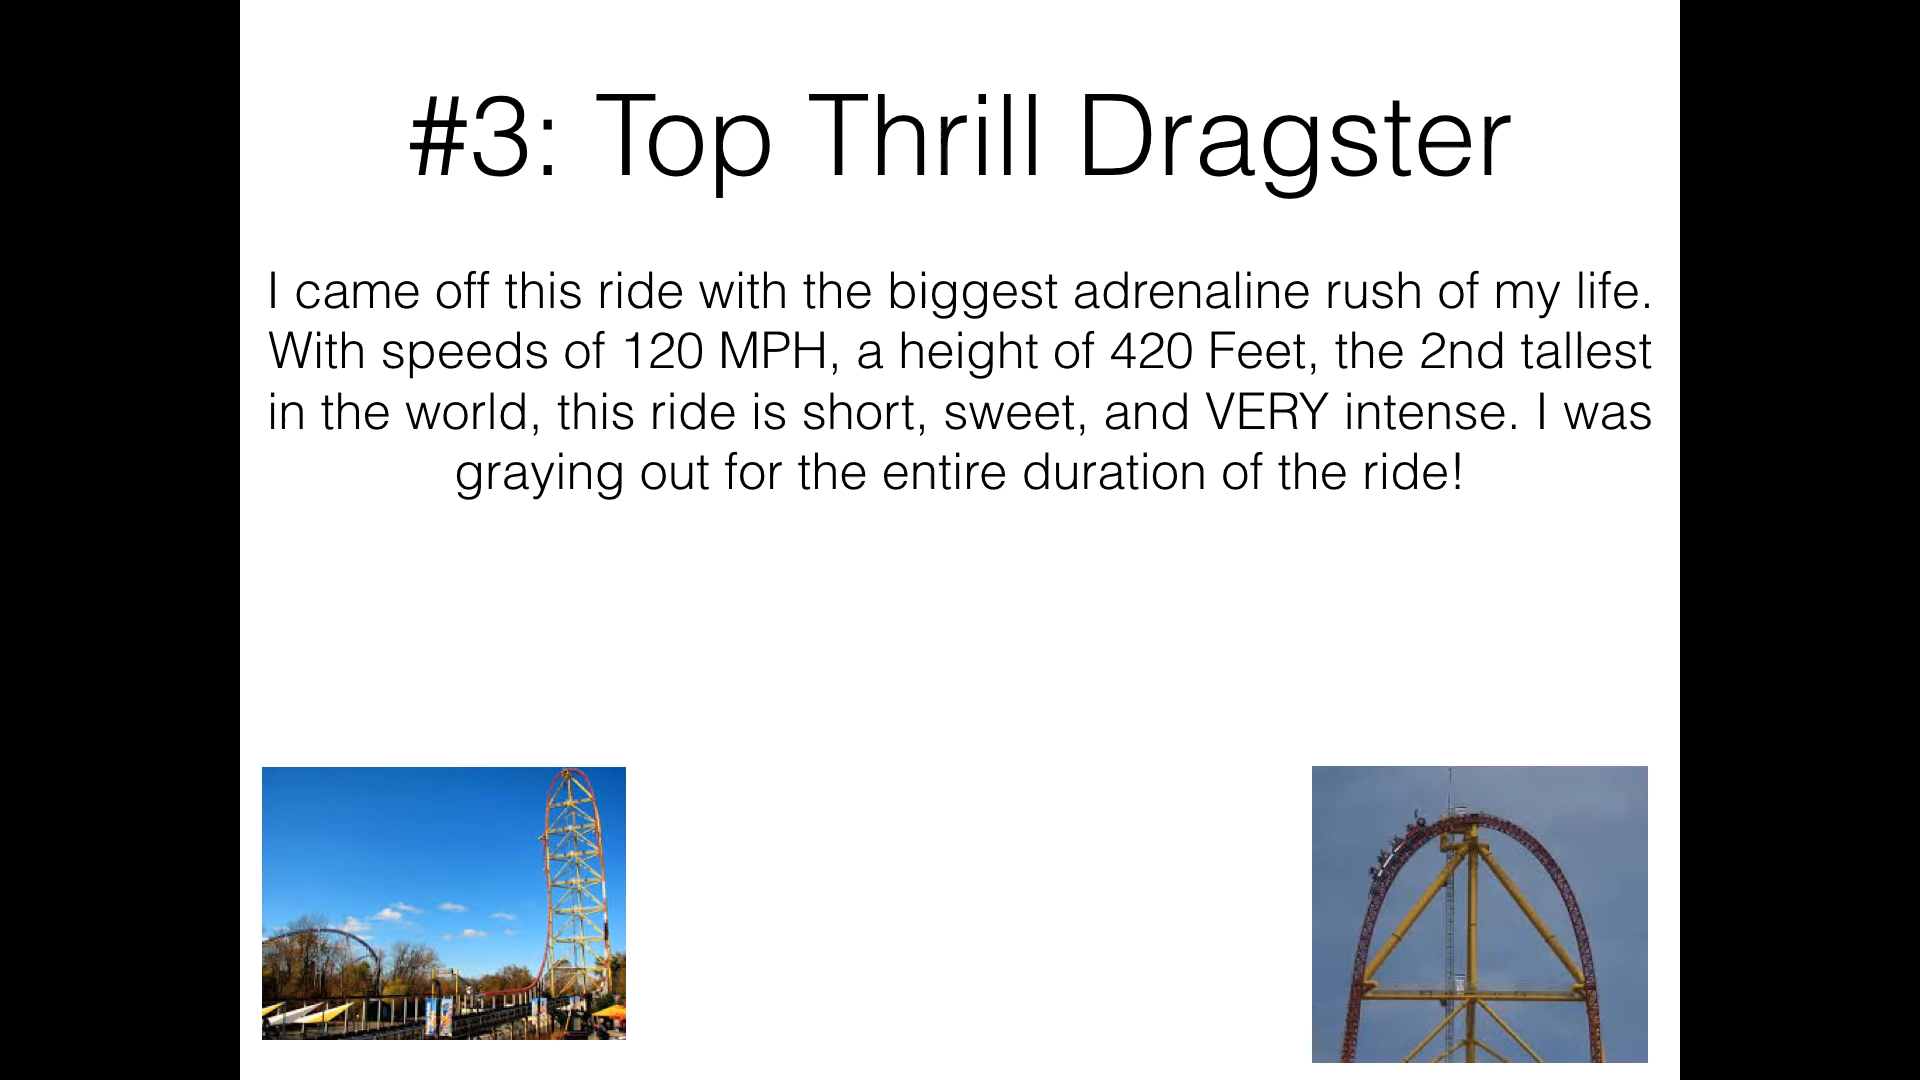 #3: Top Thrill Dragster
I came off this ride with the biggest adrenaline rush of my life.
With speeds of 120 MPH, a height of 420 Feet, the 2nd tallest
in the world, this ride is short, sweet, and VERY intense. I was
graying out for the entire duration of the ride!